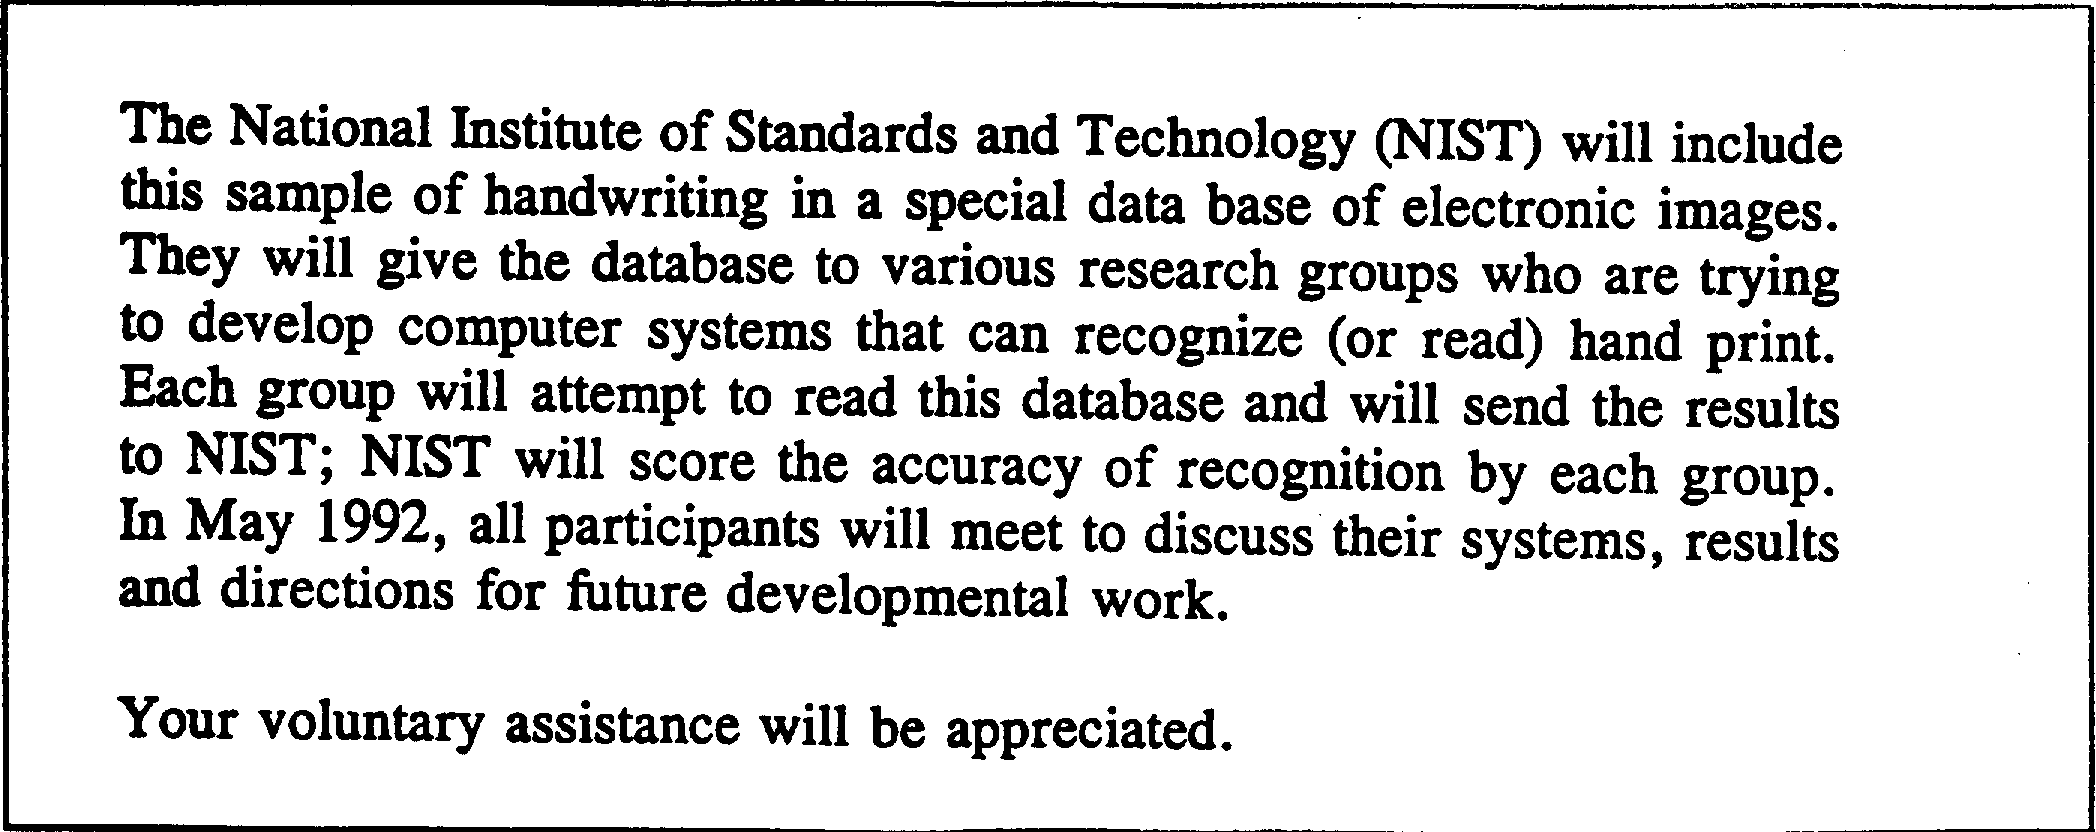 The National Institute of Standards and Technology (NIST) will include
this sample of handwriting in a special data base of electronic images.
They will give the database to various research groups who are trying
to develop computer systems that can recognize (or read) hand print.
Each group will attempt to read this database and will send the results
to NIST; NIST will score the accuracy of recognition by each group.
In May 1992, all participants will meet to discuss their systems, results
and directions for future developmental work.
Your voluntary assistance will be appreciated.